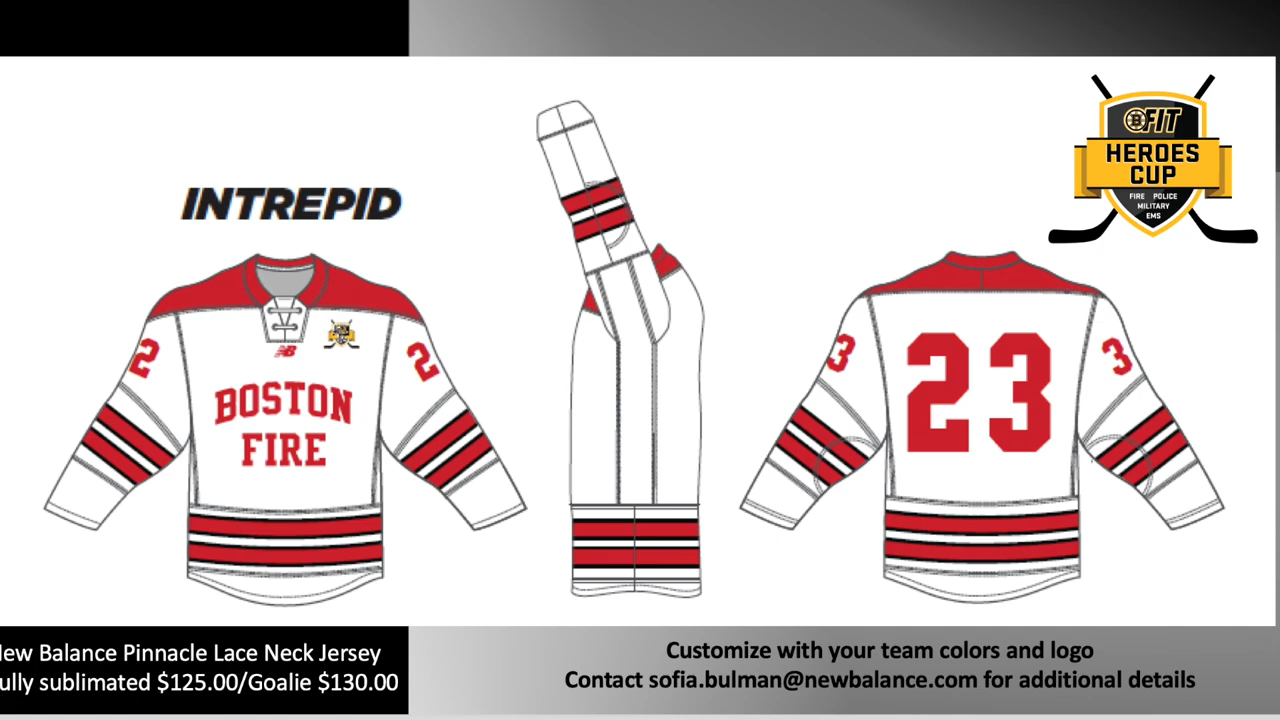 FIT
HEROES
CUP
FIRE POLICE
MILITARY
EMS
INTREPID
2
2
BOSTON
FIRE
3
23
3
New Balance Pinnacle Lace Neck Jersey
ully sublimated $125.00/Goalie $130.00
Customize with your team colors and logo
Contact sofia.bulman@newbalance.com for additional details